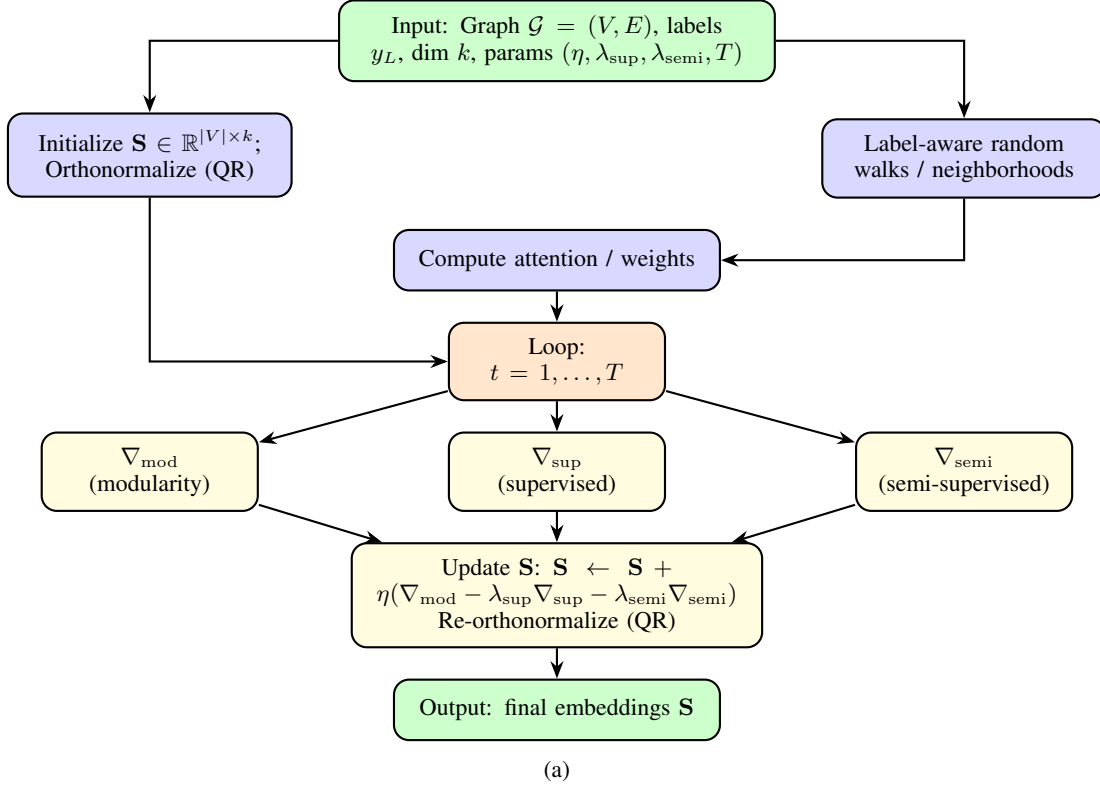 Input: Graph 𝒢 = (V, E), labels
y_L, dim k, params (η, λ_sup, λ_semi, T)
Initialize S ∈ ℝ^{|V|×k};
Orthonormalize (QR)
Label-aware random
walks / neighborhoods
Compute attention / weights
Loop:
t = 1, . . . , T
∇_mod
(modularity)
∇_sup
(supervised)
∇_semi
(semi-supervised)
Update S: S ← S +
η(∇_mod − λ_sup∇_sup − λ_semi∇_semi)
Re-orthonormalize (QR)
Output: final embeddings S
(a)